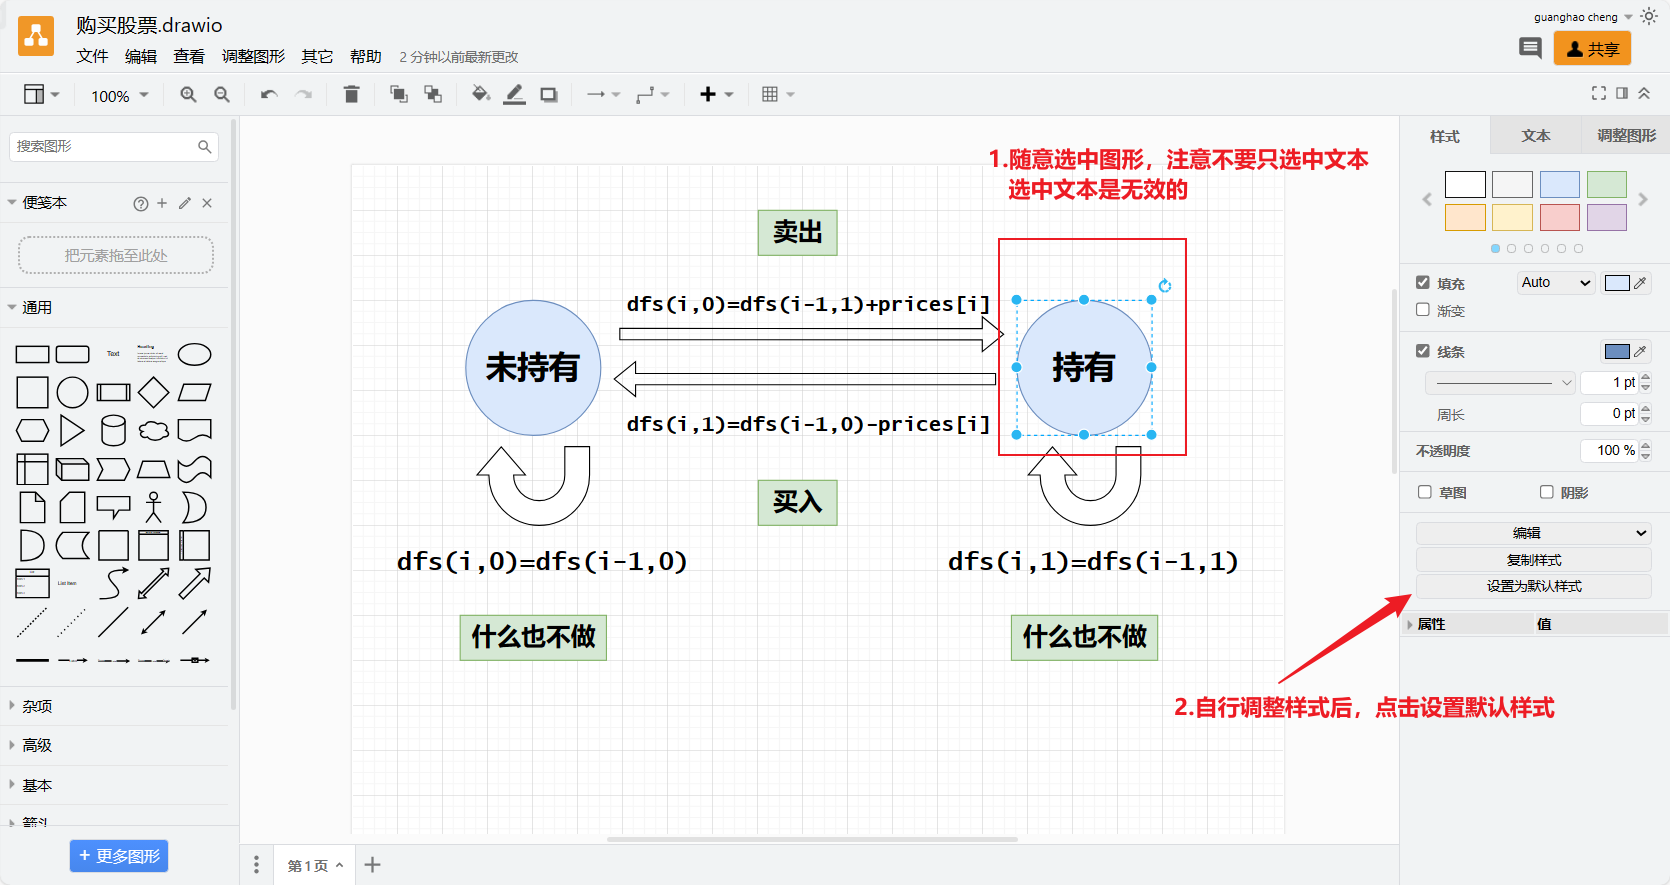 购买股票.drawio
guanghao cheng
文件 编辑 查看 调整图形 其它 帮助 2 分钟以前最新更改
共享
100%
搜索图形
便笺本
把元素拖至此处
通用
Text
Heading
List Item
杂项
高级
基本
箭头
+ 更多图形
1.随意选中图形，注意不要只选中文本
选中文本是无效的
卖出
dfs(i,0)=dfs(i-1,1)+prices[i]
未持有
持有
dfs(i,1)=dfs(i-1,0)-prices[i]
买入
dfs(i,0)=dfs(i-1,0)
dfs(i,1)=dfs(i-1,1)
什么也不做
什么也不做
2.自行调整样式后，点击设置默认样式
第1页
样式 文本 调整图形
填充 Auto
渐变
线条
1 pt
周长 0 pt
不透明度 100 %
草图 阴影
编辑
复制样式
设置为默认样式
属性 值